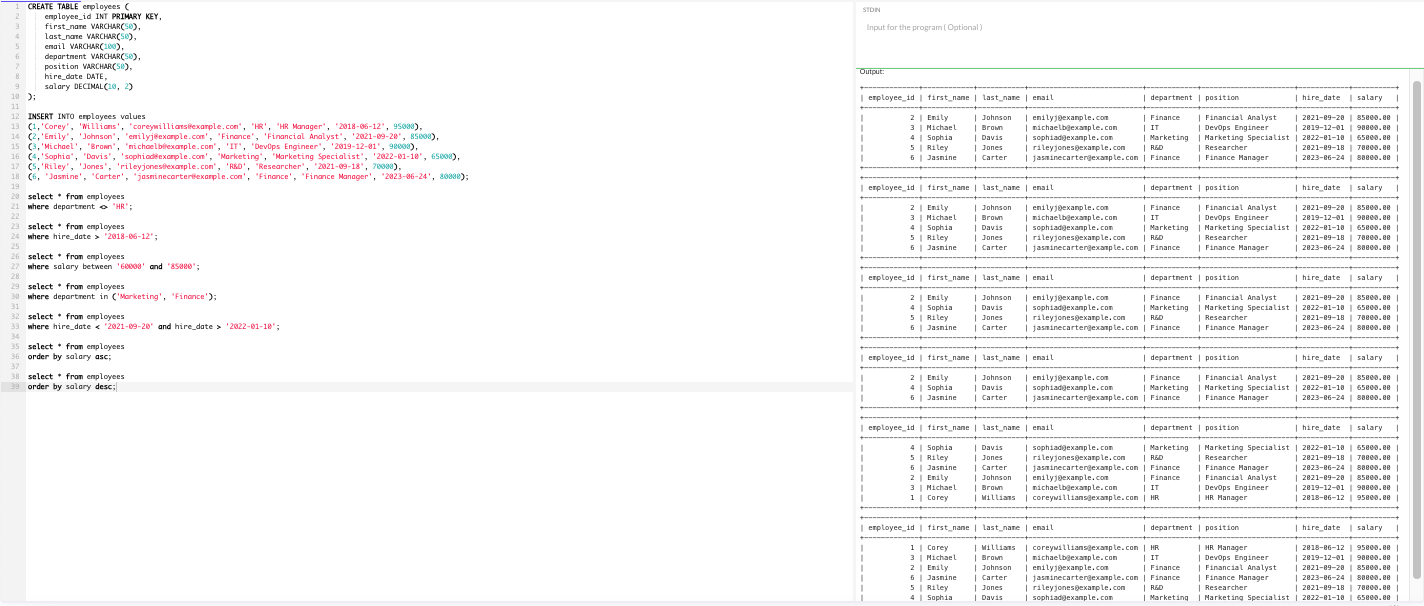 1 CREATE TABLE employees (
2 employee_id INT PRIMARY KEY,
3 first_name VARCHAR(50),
4 last_name VARCHAR(50),
5 email VARCHAR(100),
6 department VARCHAR(50),
7 position VARCHAR(50),
8 hire_date DATE,
9 salary DECIMAL(10, 2)
10 );
11
12 INSERT INTO employees values
13 (1,'Corey', 'Williams', 'coreywilliams@example.com', 'HR', 'HR Manager', '2018-06-12', 95000),
14 (2,'Emily', 'Johnson', 'emilyj@example.com', 'Finance', 'Financial Analyst', '2021-09-20', 85000),
15 (3,'Michael', 'Brown', 'michaelb@example.com', 'IT', 'DevOps Engineer', '2019-12-01', 90000),
16 (4,'Sophia', 'Davis', 'sophiad@example.com', 'Marketing', 'Marketing Specialist', '2022-01-10', 65000),
17 (5,'Riley', 'Jones', 'rileyjones@example.com', 'R&D', 'Researcher', '2021-09-18', 70000),
18 (6, 'Jasmine', 'Carter', 'jasminecarter@example.com', 'Finance', 'Finance Manager', '2023-06-24', 80000);
19
20 select * from employees
21 where department <> 'HR';
22
23 select * from employees
24 where hire_date > '2018-06-12';
25
26 select * from employees
27 where salary between '60000' and '85000';
28
29 select * from employees
30 where department in ('Marketing', 'Finance');
31
32 select * from employees
33 where hire_date < '2021-09-20' and hire_date > '2022-01-10';
34
35 select * from employees
36 order by salary asc;
37
38 select * from employees
39 order by salary desc;
STDIN
Input for the program ( Optional )
Output:
| employee_id | first_name | last_name | email | department | position | hire_date | salary |
| 2 | Emily | Johnson | emilyj@example.com | Finance | Financial Analyst | 2021-09-20 | 85000.00 |
| 3 | Michael | Brown | michaelb@example.com | IT | DevOps Engineer | 2019-12-01 | 90000.00 |
| 4 | Sophia | Davis | sophiad@example.com | Marketing | Marketing Specialist | 2022-01-10 | 65000.00 |
| 5 | Riley | Jones | rileyjones@example.com | R&D | Researcher | 2021-09-18 | 70000.00 |
| 6 | Jasmine | Carter | jasminecarter@example.com | Finance | Finance Manager | 2023-06-24 | 80000.00 |
| employee_id | first_name | last_name | email | department | position | hire_date | salary |
| 2 | Emily | Johnson | emilyj@example.com | Finance | Financial Analyst | 2021-09-20 | 85000.00 |
| 3 | Michael | Brown | michaelb@example.com | IT | DevOps Engineer | 2019-12-01 | 90000.00 |
| 4 | Sophia | Davis | sophiad@example.com | Marketing | Marketing Specialist | 2022-01-10 | 65000.00 |
| 5 | Riley | Jones | rileyjones@example.com | R&D | Researcher | 2021-09-18 | 70000.00 |
| 6 | Jasmine | Carter | jasminecarter@example.com | Finance | Finance Manager | 2023-06-24 | 80000.00 |
| employee_id | first_name | last_name | email | department | position | hire_date | salary |
| 2 | Emily | Johnson | emilyj@example.com | Finance | Financial Analyst | 2021-09-20 | 85000.00 |
| 4 | Sophia | Davis | sophiad@example.com | Marketing | Marketing Specialist | 2022-01-10 | 65000.00 |
| 5 | Riley | Jones | rileyjones@example.com | R&D | Researcher | 2021-09-18 | 70000.00 |
| 6 | Jasmine | Carter | jasminecarter@example.com | Finance | Finance Manager | 2023-06-24 | 80000.00 |
| employee_id | first_name | last_name | email | department | position | hire_date | salary |
| 2 | Emily | Johnson | emilyj@example.com | Finance | Financial Analyst | 2021-09-20 | 85000.00 |
| 4 | Sophia | Davis | sophiad@example.com | Marketing | Marketing Specialist | 2022-01-10 | 65000.00 |
| 6 | Jasmine | Carter | jasminecarter@example.com | Finance | Finance Manager | 2023-06-24 | 80000.00 |
| employee_id | first_name | last_name | email | department | position | hire_date | salary |
| 4 | Sophia | Davis | sophiad@example.com | Marketing | Marketing Specialist | 2022-01-10 | 65000.00 |
| 5 | Riley | Jones | rileyjones@example.com | R&D | Researcher | 2021-09-18 | 70000.00 |
| 6 | Jasmine | Carter | jasminecarter@example.com | Finance | Finance Manager | 2023-06-24 | 80000.00 |
| 2 | Emily | Johnson | emilyj@example.com | Finance | Financial Analyst | 2021-09-20 | 85000.00 |
| 3 | Michael | Brown | michaelb@example.com | IT | DevOps Engineer | 2019-12-01 | 90000.00 |
| 1 | Corey | Williams | coreywilliams@example.com | HR | HR Manager | 2018-06-12 | 95000.00 |
| employee_id | first_name | last_name | email | department | position | hire_date | salary |
| 1 | Corey | Williams | coreywilliams@example.com | HR | HR Manager | 2018-06-12 | 95000.00 |
| 3 | Michael | Brown | michaelb@example.com | IT | DevOps Engineer | 2019-12-01 | 90000.00 |
| 2 | Emily | Johnson | emilyj@example.com | Finance | Financial Analyst | 2021-09-20 | 85000.00 |
| 6 | Jasmine | Carter | jasminecarter@example.com | Finance | Finance Manager | 2023-06-24 | 80000.00 |
| 5 | Riley | Jones | rileyjones@example.com | R&D | Researcher | 2021-09-18 | 70000.00 |
| 4 | Sophia | Davis | sophiad@example.com | Marketing | Marketing Specialist | 2022-01-10 | 65000.00 |